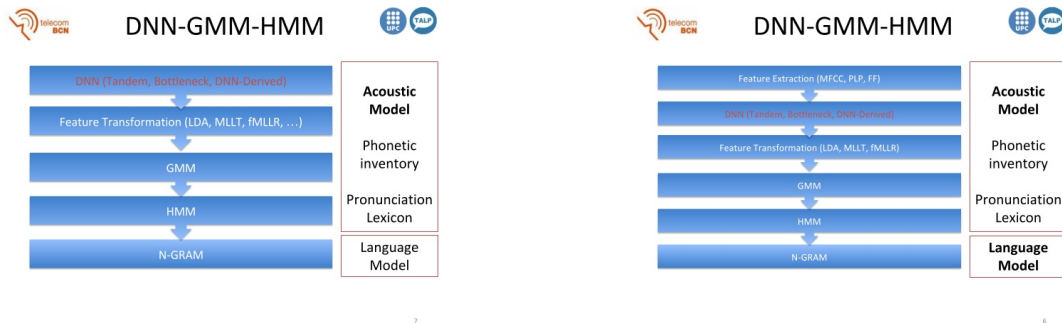 telecom
BCN
DNN-GMM-HMM
UPC
TALP
DNN (Tandem, Bottleneck, DNN-Derived)
Feature Transformation (LDA, MLLT, fMLLR, …)
GMM
HMM
N-GRAM
Acoustic
Model
Phonetic
inventory
Pronunciation
Lexicon
Language
Model
7
telecom
BCN
DNN-GMM-HMM
UPC
TALP
Feature Extraction (MFCC, PLP, FF)
DNN (Tandem, Bottleneck, DNN-Derived)
Feature Transformation (LDA, MLLT, fMLLR)
GMM
HMM
N-GRAM
Acoustic
Model
Phonetic
inventory
Pronunciation
Lexicon
Language
Model
6